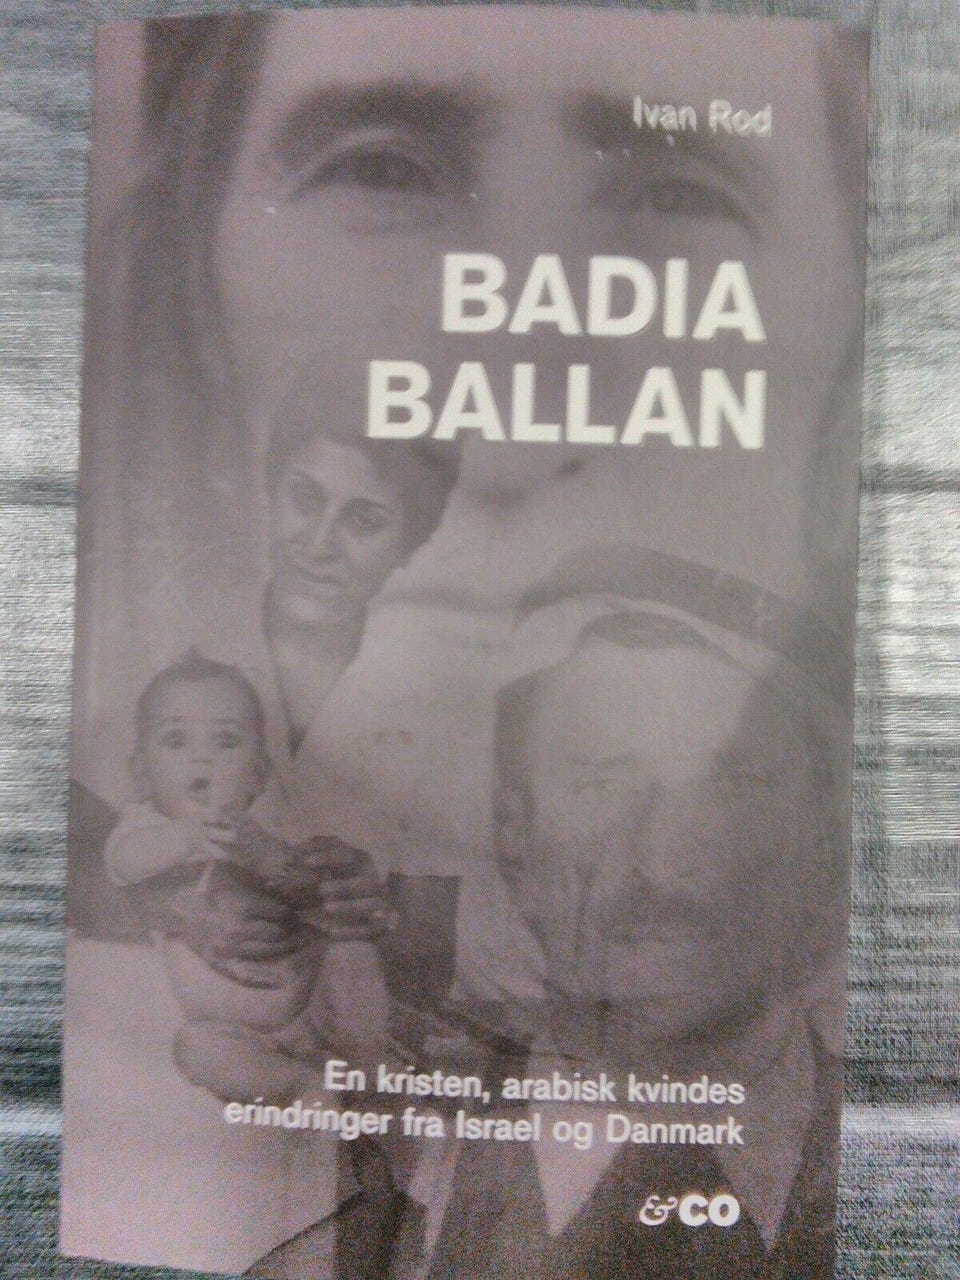 Ivan Rod
BADIA
BALLAN
En kristen, arabisk kvindes
erindringer fra Israel og Danmark
&CO